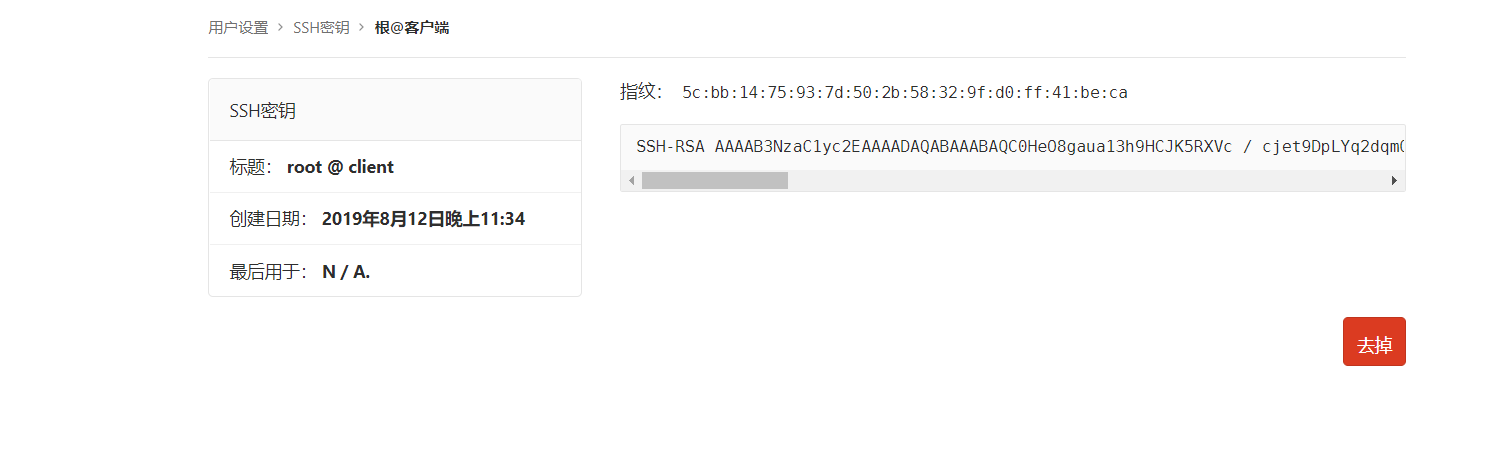 用户设置 > SSH密钥 > 根@客户端
SSH密钥
标题： root @ client
创建日期： 2019年8月12日晚上11:34
最后用于： N / A.
指纹： 5c:bb:14:75:93:7d:50:2b:58:32:9f:d0:ff:41:be:ca
SSH-RSA AAAAB3NzaC1yc2EAAAADAQABAAABAQC0HeO8gaua13h9HCJK5RXVc / cjet9DpLYq2dqm
去掉